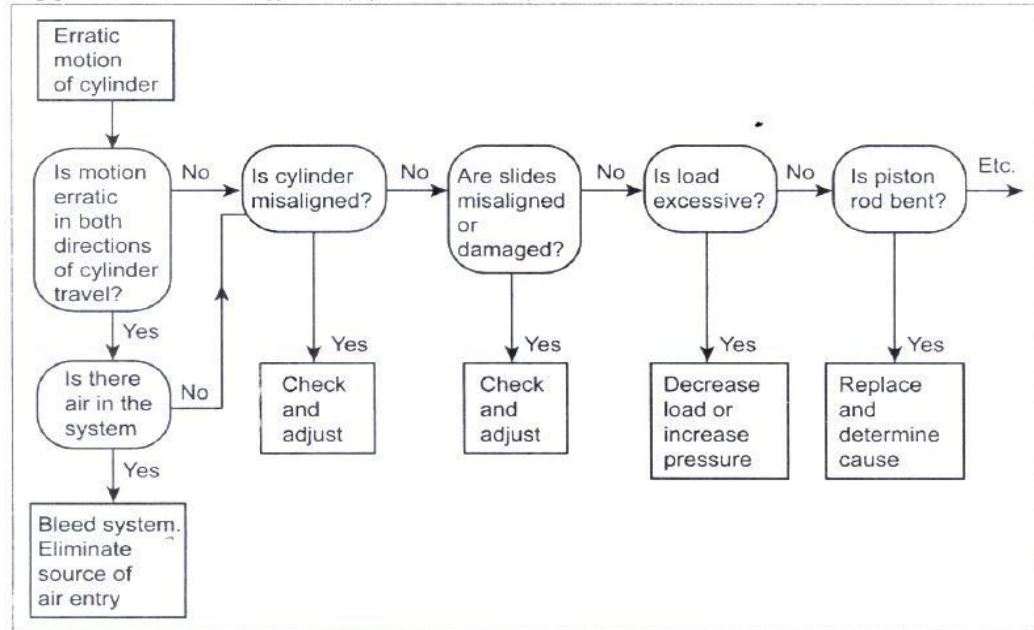 Erratic
motion
of cylinder
Is motion
erratic
in both
directions
of cylinder
travel?
No
Is cylinder
misaligned?
No
Are slides
misaligned
or
damaged?
No
Is load
excessive?
No
Is piston
rod bent?
Etc.
Yes
Is there
air in the
system
No
Yes
Check
and
adjust
Yes
Check
and
adjust
Yes
Decrease
load or
increase
pressure
Yes
Replace
and
determine
cause
Yes
Bleed system.
Eliminate
source of
air entry